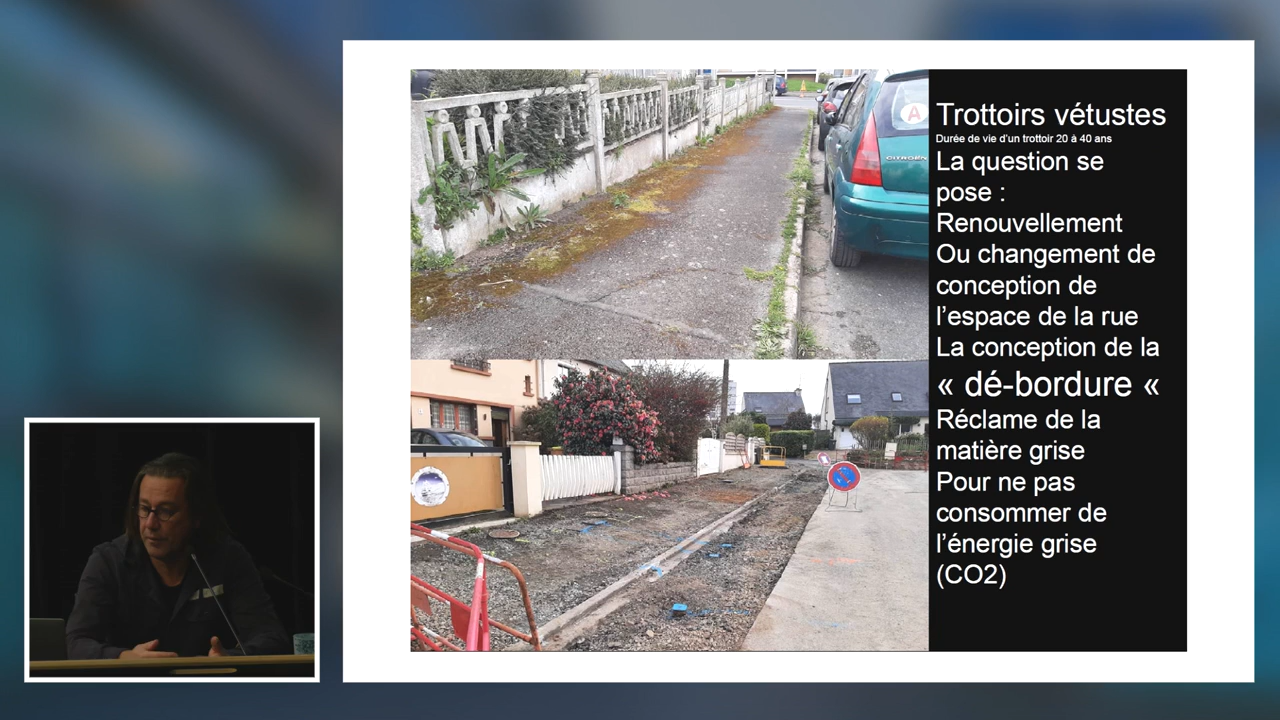 Trottoirs vétustes
Durée de vie d'un trottoir 20 à 40 ans
La question se
pose :
Renouvellement
Ou changement de
conception de
l'espace de la rue
La conception de la
« dé-bordure «
Réclame de la
matière grise
Pour ne pas
consommer de
l'énergie grise
(CO2)
A
CITROËN